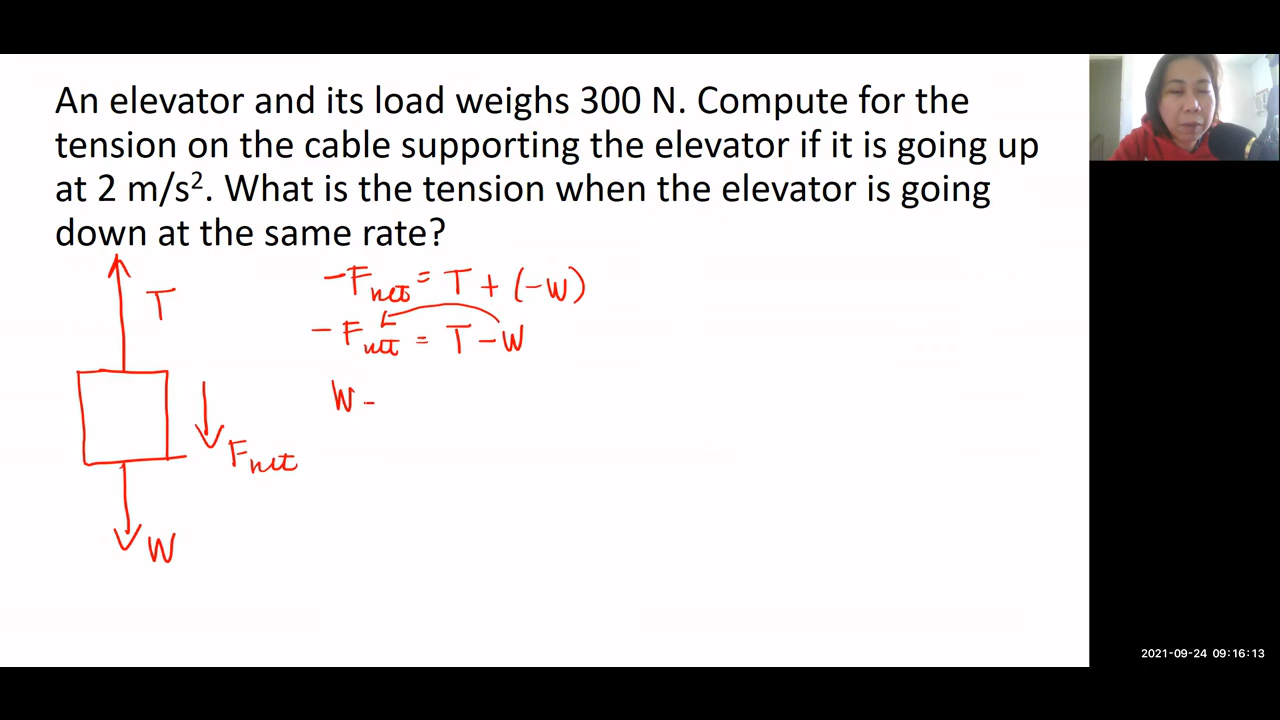 An elevator and its load weighs 300 N. Compute for the
tension on the cable supporting the elevator if it is going up
at 2 m/s². What is the tension when the elevator is going
down at the same rate?
T
-Fnet = T + (-W)
-Fnet = T - W
W -
Fnet
W
2021-09-24 09:16:13